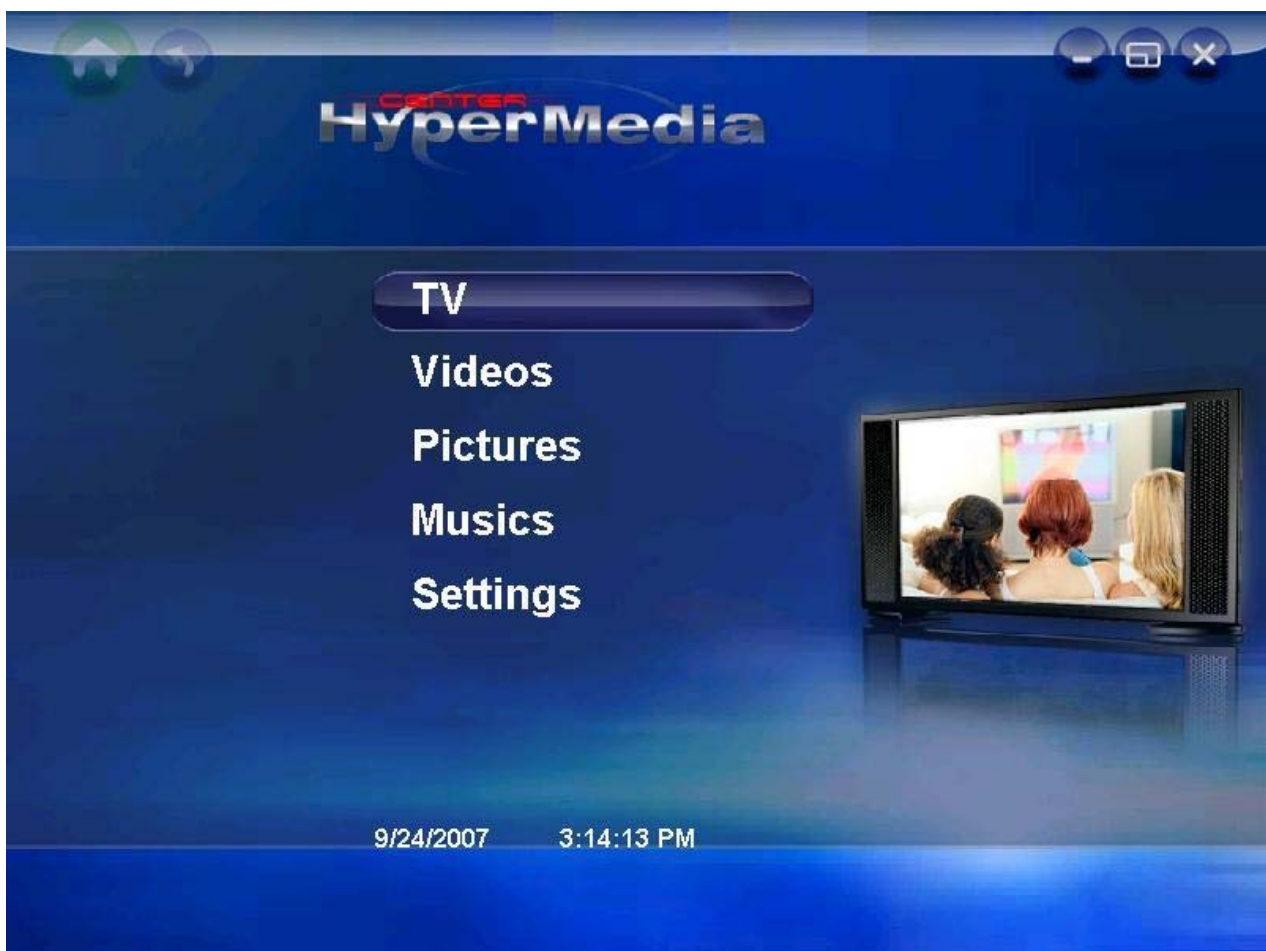 CENTER
HyperMedia
TV
Videos
Pictures
Musics
Settings
9/24/2007 3:14:13 PM